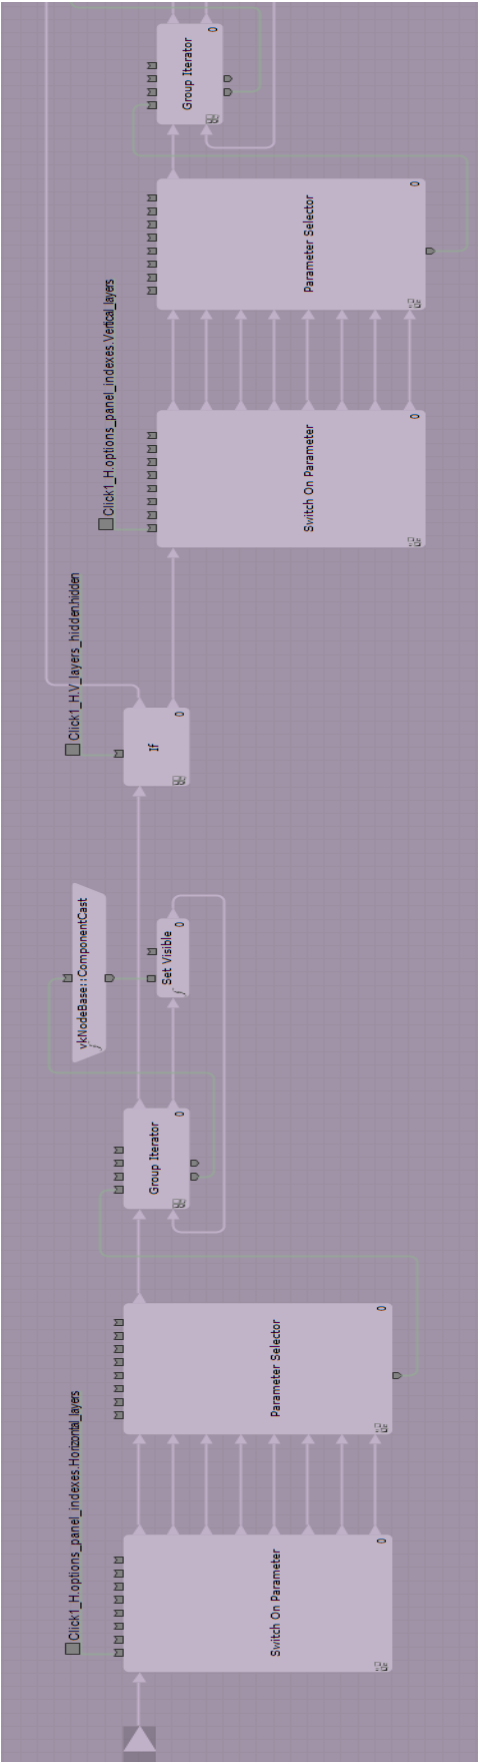 Click1_H.options_panel_indexes.Horizontal_layers
Switch On Parameter
0
Parameter Selector
0
Group Iterator
0
vkNodeBase::ComponentCast
Set Visible
0
Click1_H.V_layers_hidden.hidden
If
0
Click1_H.options_panel_indexes.Vertical_layers
Switch On Parameter
0
Parameter Selector
0
Group Iterator
0